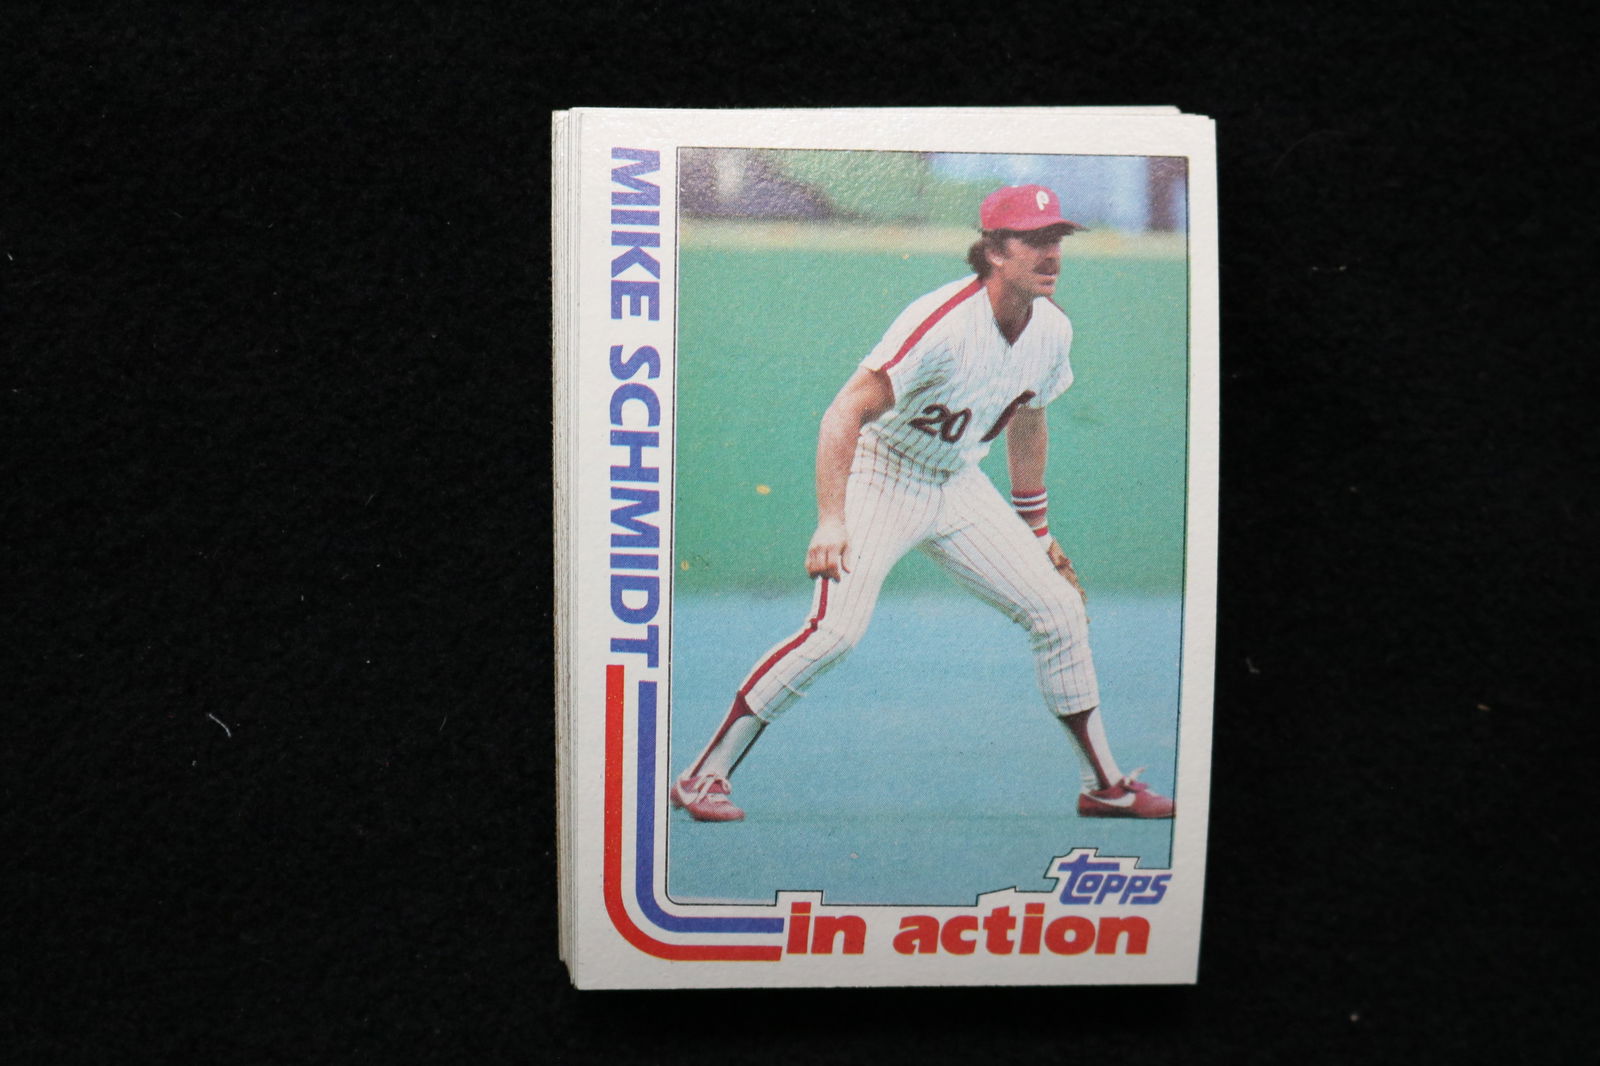 MIKE SCHMIDT
P
20
topps
in action